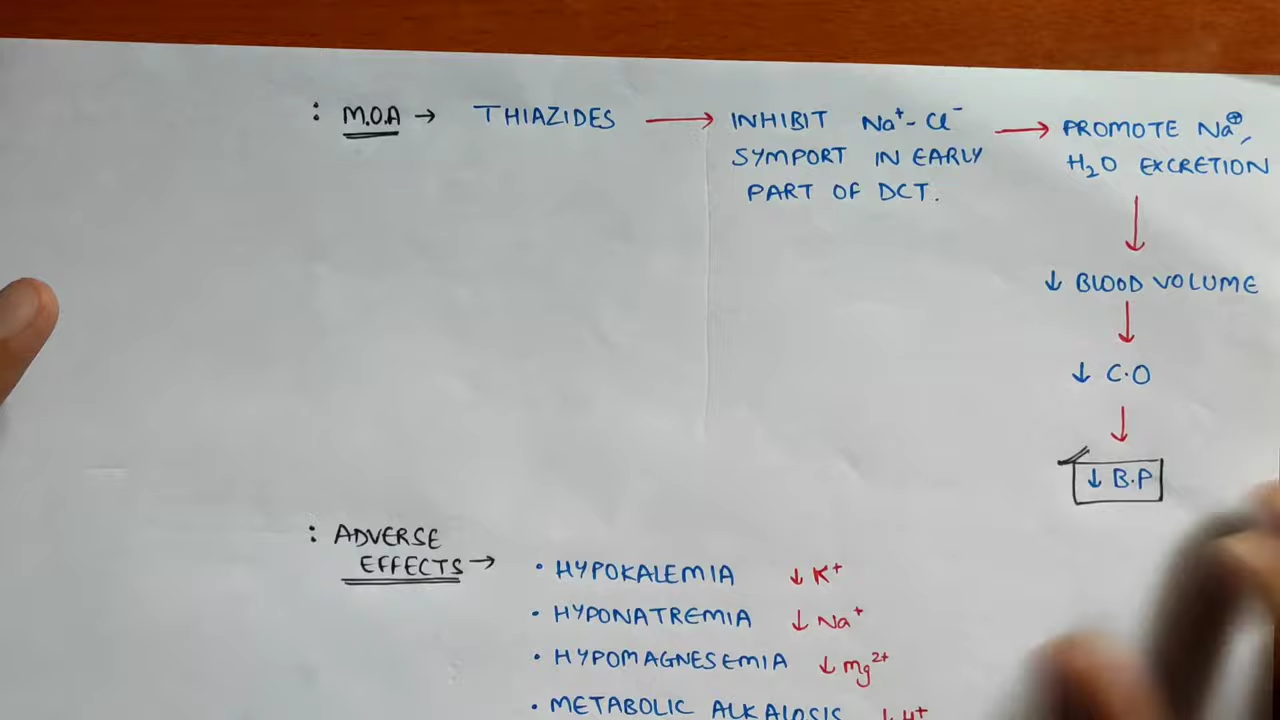 : M.O.A → THIAZIDES → INHIBIT Na⁺-Cl⁻ → PROMOTE Na⊕,
SYMPORT IN EARLY H₂O EXCRETION
PART OF DCT.
↓ BLOOD VOLUME
↓ C.O
↓ B.P
: ADVERSE
EFFECTS →
• HYPOKALEMIA ↓ K⁺
• HYPONATREMIA ↓ Na⁺
• HYPOMAGNESEMIA ↓ mg²⁺
• METABOLIC ALKALOSIS ↓ H⁺